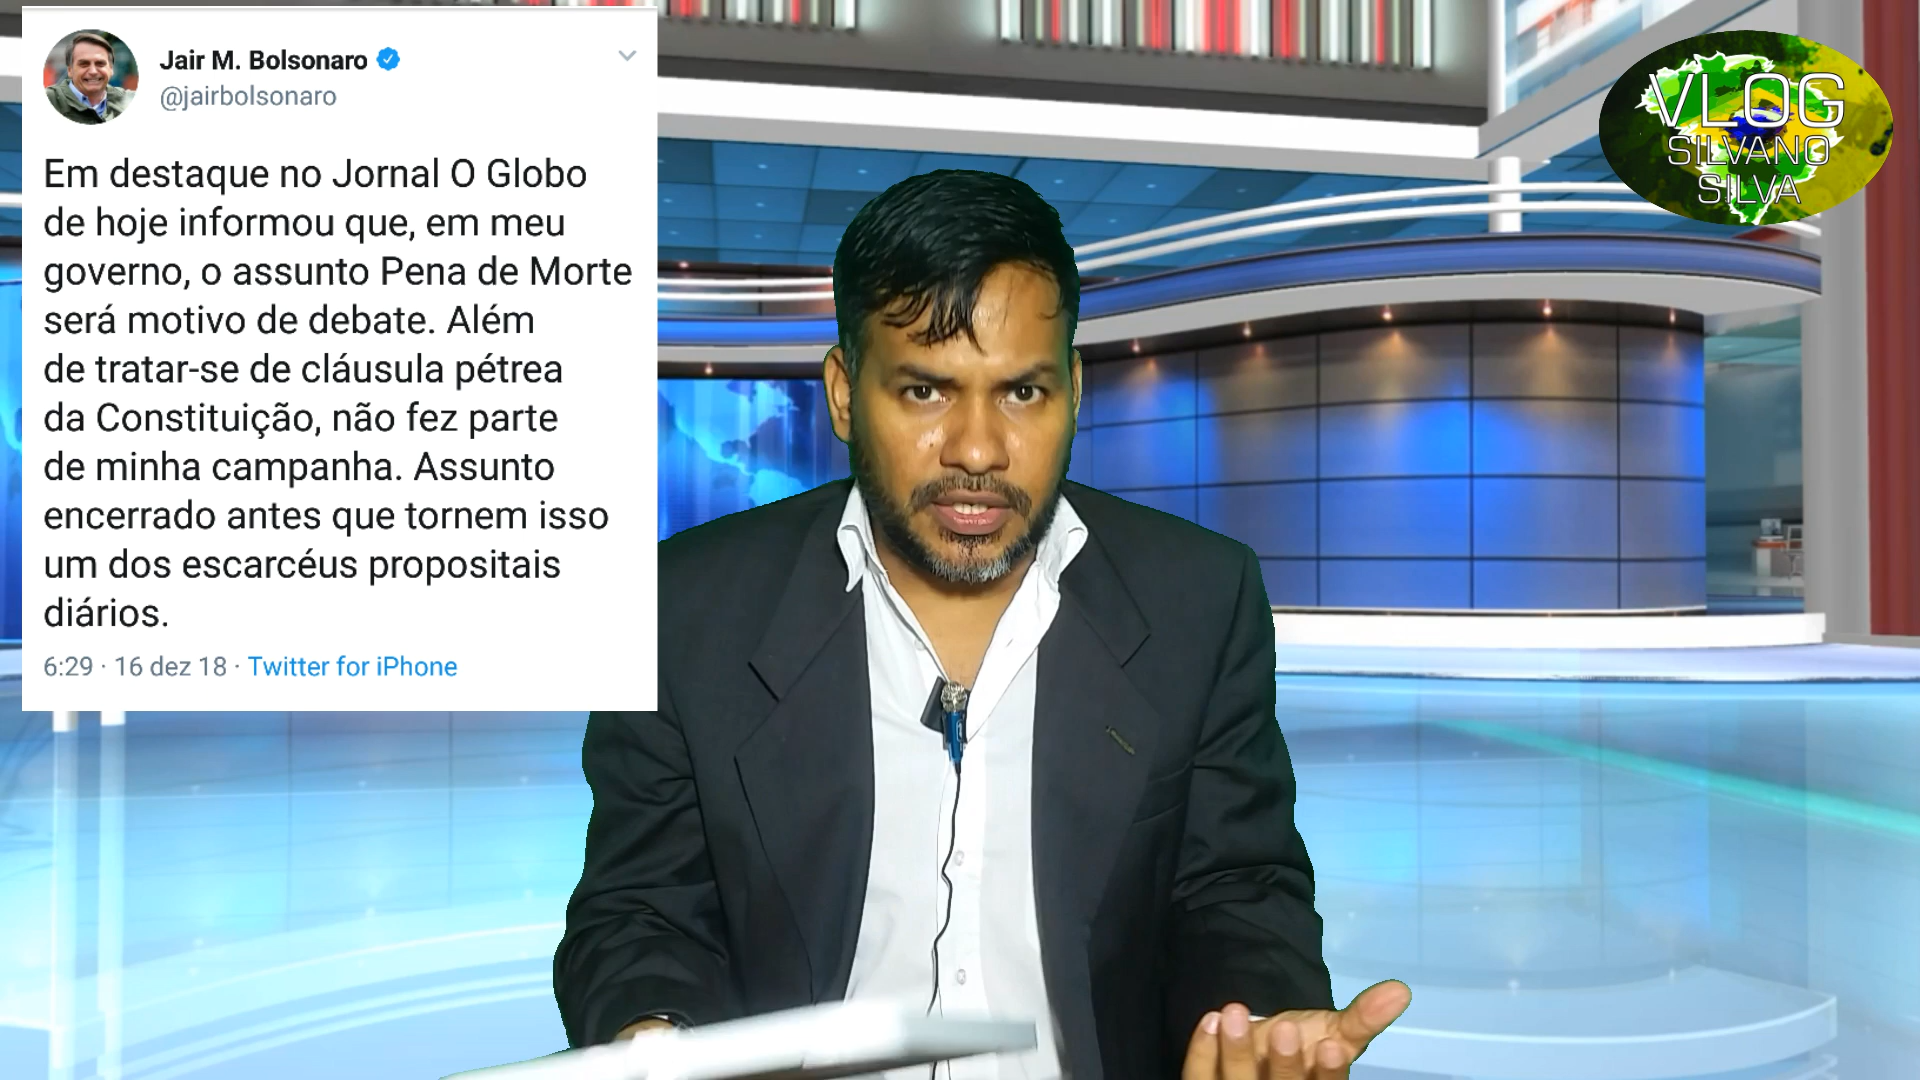 Jair M. Bolsonaro
@jairbolsonaro
Em destaque no Jornal O Globo
de hoje informou que, em meu
governo, o assunto Pena de Morte
será motivo de debate. Além
de tratar-se de cláusula pétrea
da Constituição, não fez parte
de minha campanha. Assunto
encerrado antes que tornem isso
um dos escarcéus propositais
diários.
6:29 · 16 dez 18 · Twitter for iPhone
VLOG
SILVANO
SILVA